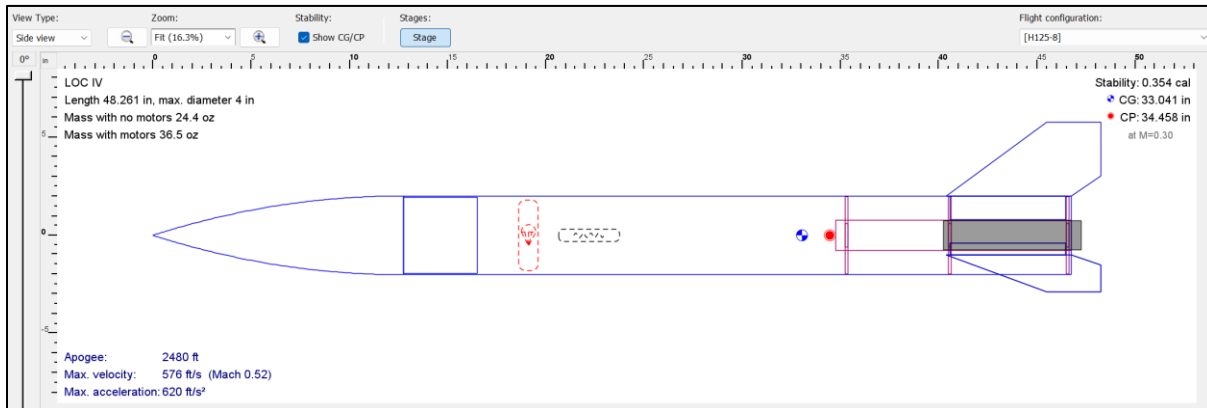 View Type: Zoom: Stability: Stages: Flight configuration:
Side view Fit (16.3%) Show CG/CP Stage [H125-8]
0° in 0 5 10 15 20 25 30 35 40 45 50
LOC IV Stability: 0.354 cal
Length 48.261 in, max. diameter 4 in CG: 33.041 in
Mass with no motors 24.4 oz CP: 34.458 in
Mass with motors 36.5 oz at M=0.30
5
0
-5
Apogee: 2480 ft
Max. velocity: 576 ft/s (Mach 0.52)
Max. acceleration: 620 ft/s²